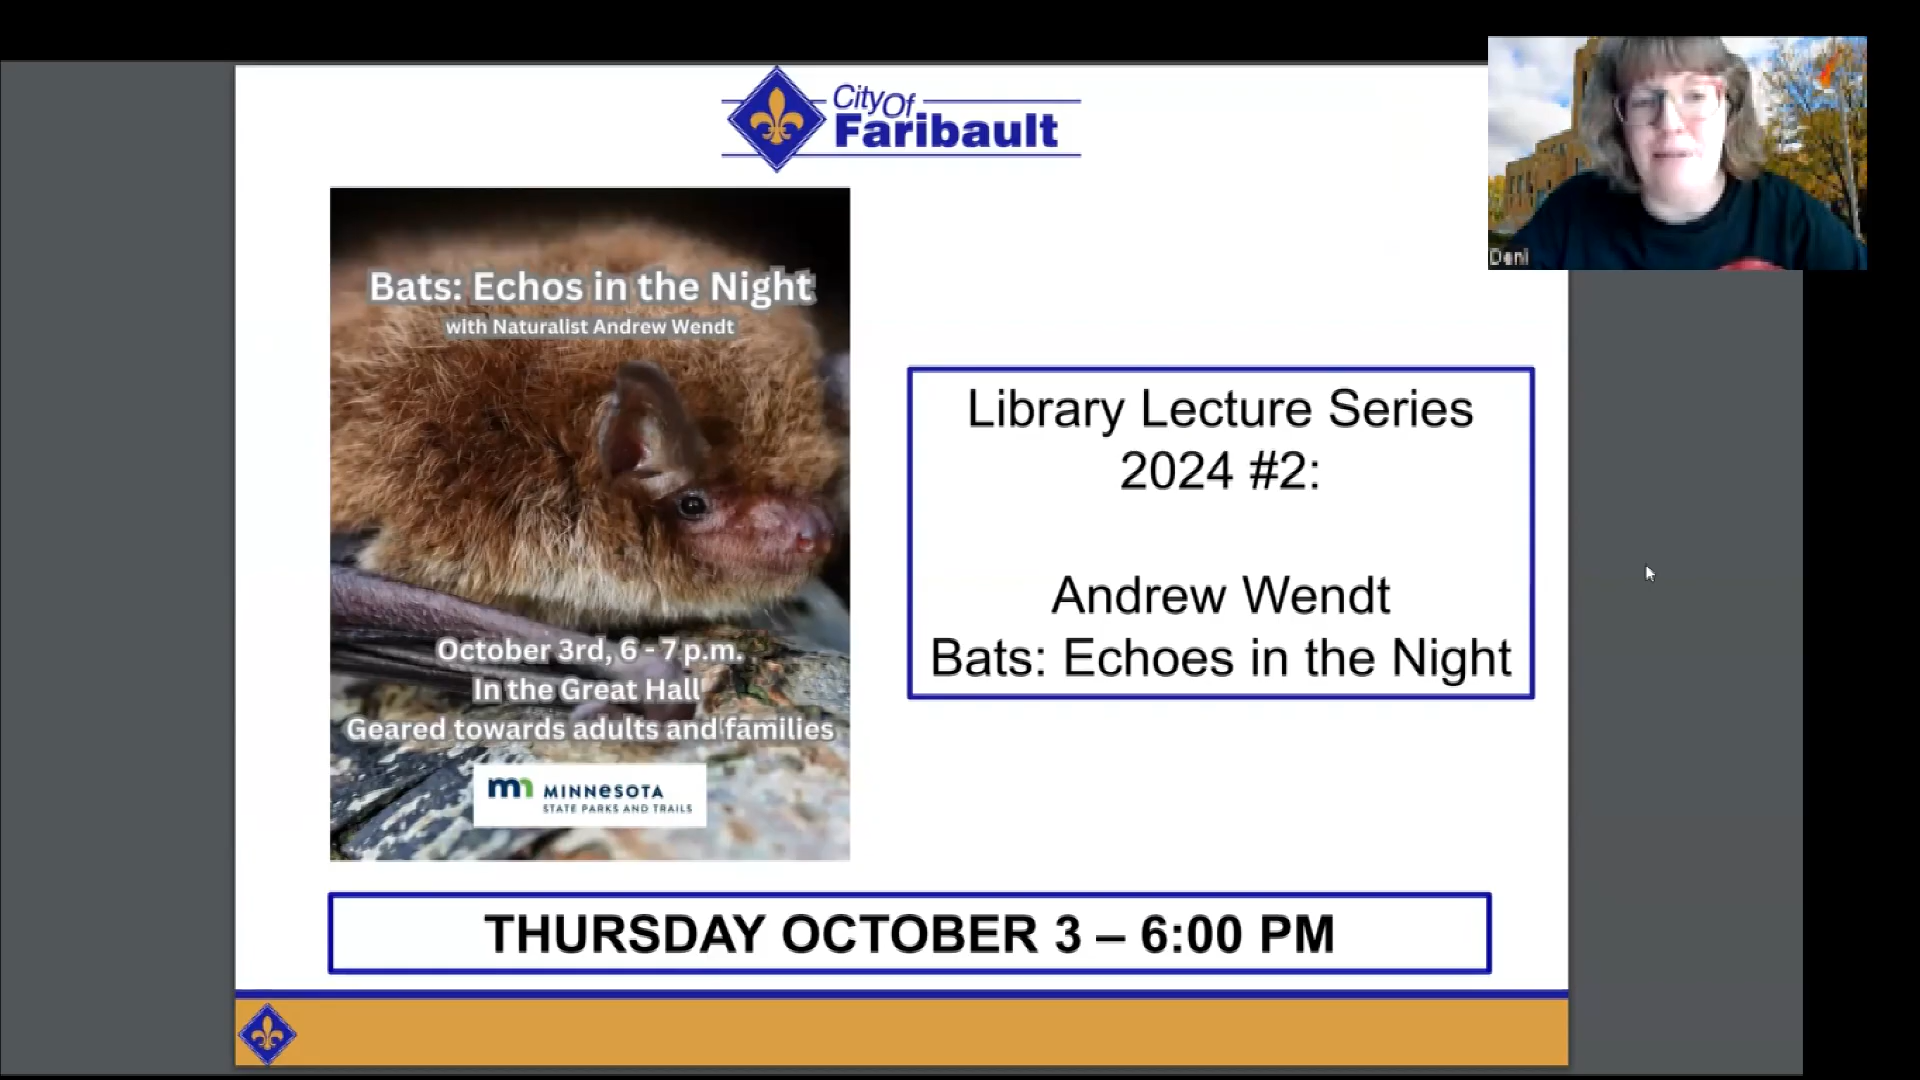 City Of
Faribault
Deni
Bats: Echos in the Night
with Naturalist Andrew Wendt
October 3rd, 6 - 7 p.m.
In the Great Hall
Geared towards adults and families
mn MINNESOTA
STATE PARKS AND TRAILS
Library Lecture Series
2024 #2:
Andrew Wendt
Bats: Echoes in the Night
THURSDAY OCTOBER 3 – 6:00 PM